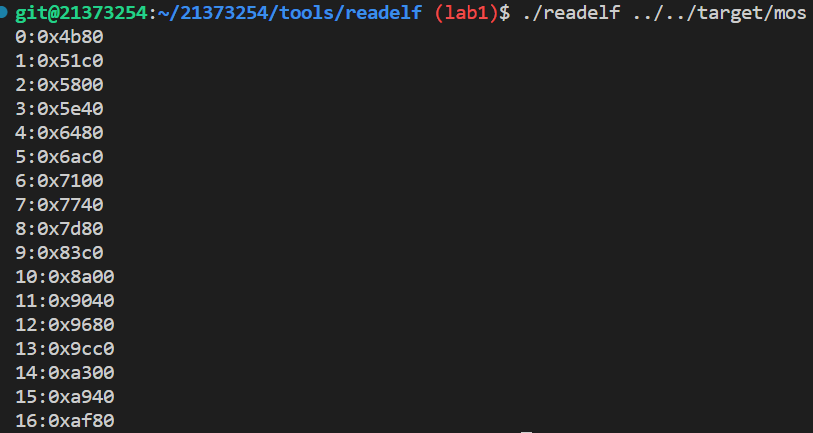 git@21373254:~/21373254/tools/readelf (lab1)$ ./readelf ../../target/mos
0:0x4b80
1:0x51c0
2:0x5800
3:0x5e40
4:0x6480
5:0x6ac0
6:0x7100
7:0x7740
8:0x7d80
9:0x83c0
10:0x8a00
11:0x9040
12:0x9680
13:0x9cc0
14:0xa300
15:0xa940
16:0xaf80